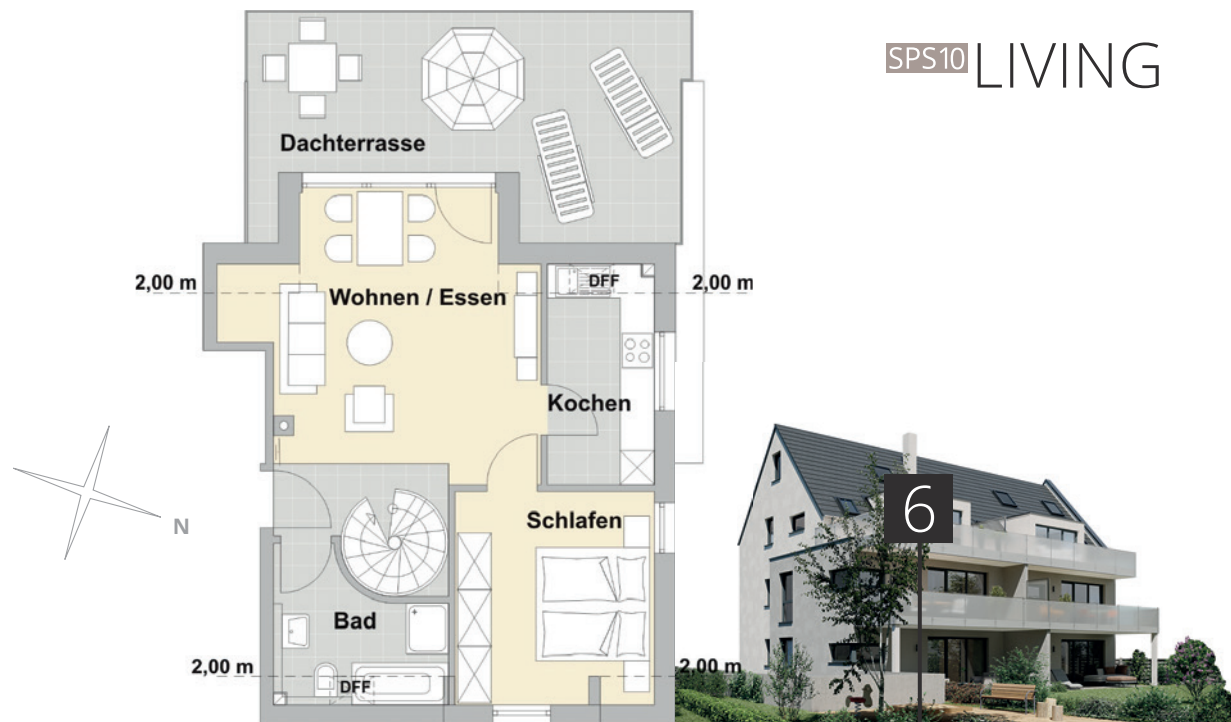 SPS10 LIVING
Dachterrasse
2,00 m
2,00 m
DFF
Wohnen / Essen
Kochen
N
6
Schlafen
Bad
2,00 m
2,00 m
DFF